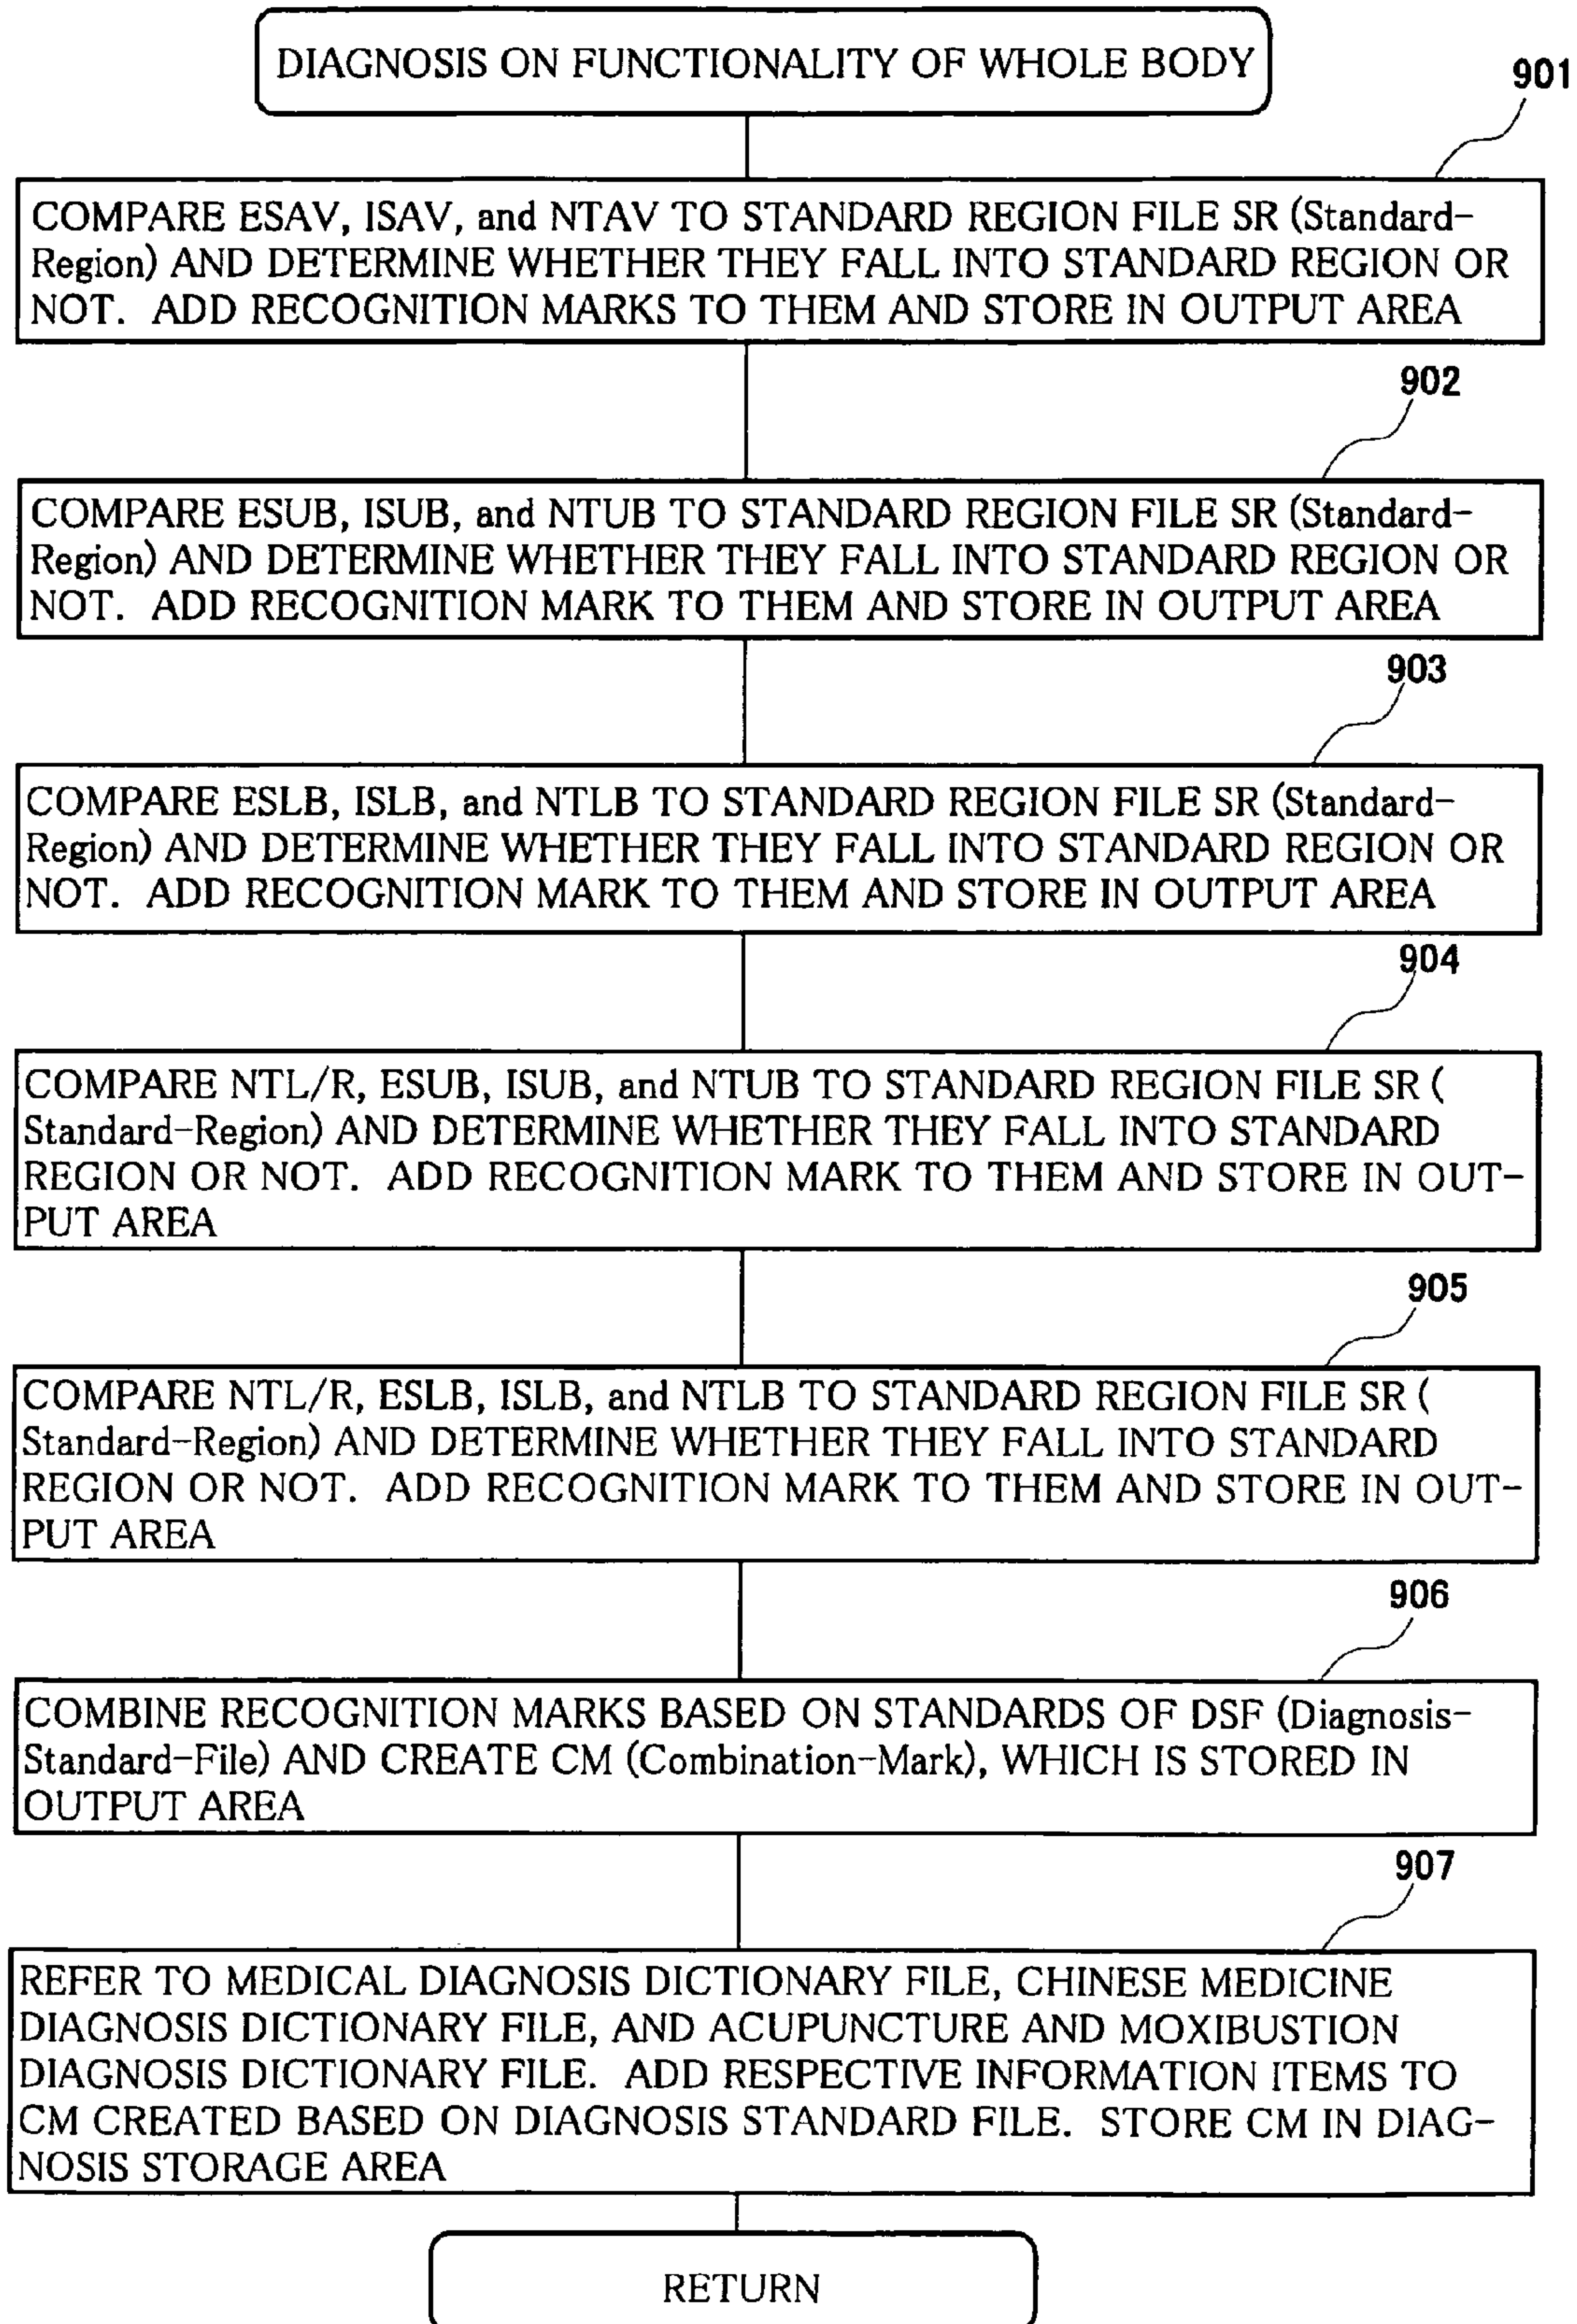 DIAGNOSIS ON FUNCTIONALITY OF WHOLE BODY
901
COMPARE ESAV, ISAV, and NTAV TO STANDARD REGION FILE SR (Standard-
Region) AND DETERMINE WHETHER THEY FALL INTO STANDARD REGION OR
NOT. ADD RECOGNITION MARKS TO THEM AND STORE IN OUTPUT AREA
902
COMPARE ESUB, ISUB, and NTUB TO STANDARD REGION FILE SR (Standard-
Region) AND DETERMINE WHETHER THEY FALL INTO STANDARD REGION OR
NOT. ADD RECOGNITION MARK TO THEM AND STORE IN OUTPUT AREA
903
COMPARE ESLB, ISLB, and NTLB TO STANDARD REGION FILE SR (Standard-
Region) AND DETERMINE WHETHER THEY FALL INTO STANDARD REGION OR
NOT. ADD RECOGNITION MARK TO THEM AND STORE IN OUTPUT AREA
904
COMPARE NTL/R, ESUB, ISUB, and NTUB TO STANDARD REGION FILE SR (
Standard-Region) AND DETERMINE WHETHER THEY FALL INTO STANDARD
REGION OR NOT. ADD RECOGNITION MARK TO THEM AND STORE IN OUT-
PUT AREA
905
COMPARE NTL/R, ESLB, ISLB, and NTLB TO STANDARD REGION FILE SR (
Standard-Region) AND DETERMINE WHETHER THEY FALL INTO STANDARD
REGION OR NOT. ADD RECOGNITION MARK TO THEM AND STORE IN OUT-
PUT AREA
906
COMBINE RECOGNITION MARKS BASED ON STANDARDS OF DSF (Diagnosis-
Standard-File) AND CREATE CM (Combination-Mark), WHICH IS STORED IN
OUTPUT AREA
907
REFER TO MEDICAL DIAGNOSIS DICTIONARY FILE, CHINESE MEDICINE
DIAGNOSIS DICTIONARY FILE, AND ACUPUNCTURE AND MOXIBUSTION
DIAGNOSIS DICTIONARY FILE. ADD RESPECTIVE INFORMATION ITEMS TO
CM CREATED BASED ON DIAGNOSIS STANDARD FILE. STORE CM IN DIAG-
NOSIS STORAGE AREA
RETURN